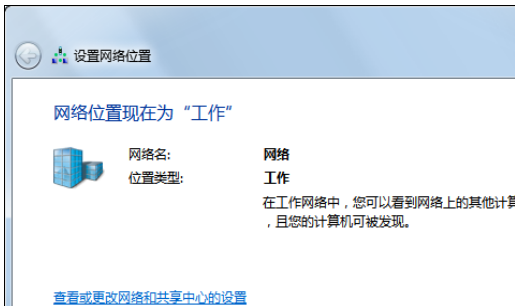 设置网络位置
网络位置现在为“工作”
网络名: 网络
位置类型: 工作
在工作网络中，您可以看到网络上的其他计算
，且您的计算机可被发现。
查看或更改网络和共享中心的设置